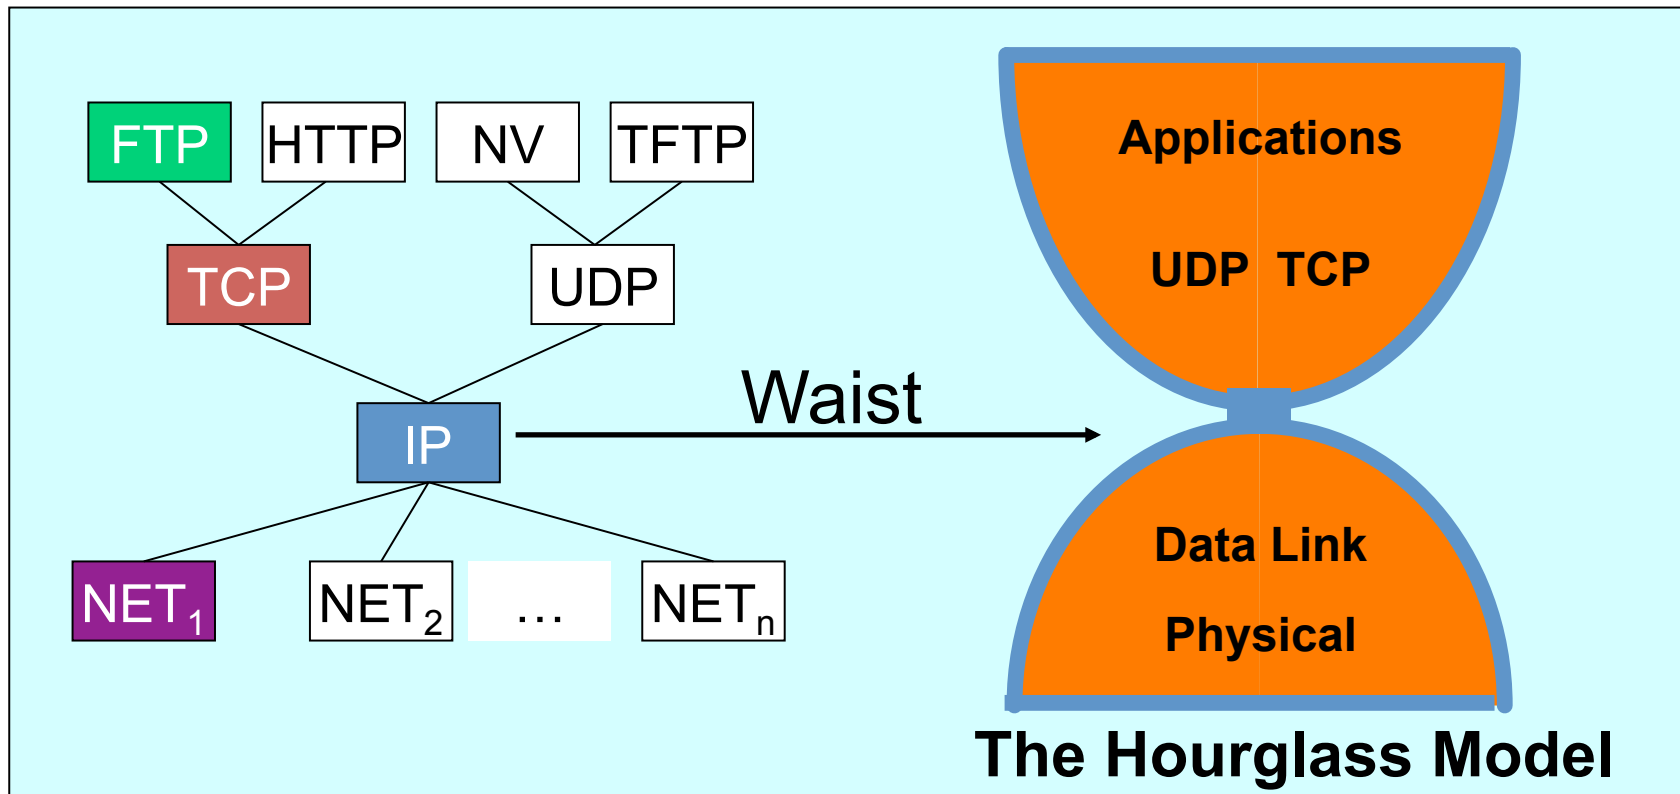 FTP HTTP NV TFTP
TCP UDP
IP
NET1 NET2 … NETn
Waist
Applications
UDP TCP
Data Link
Physical
The Hourglass Model